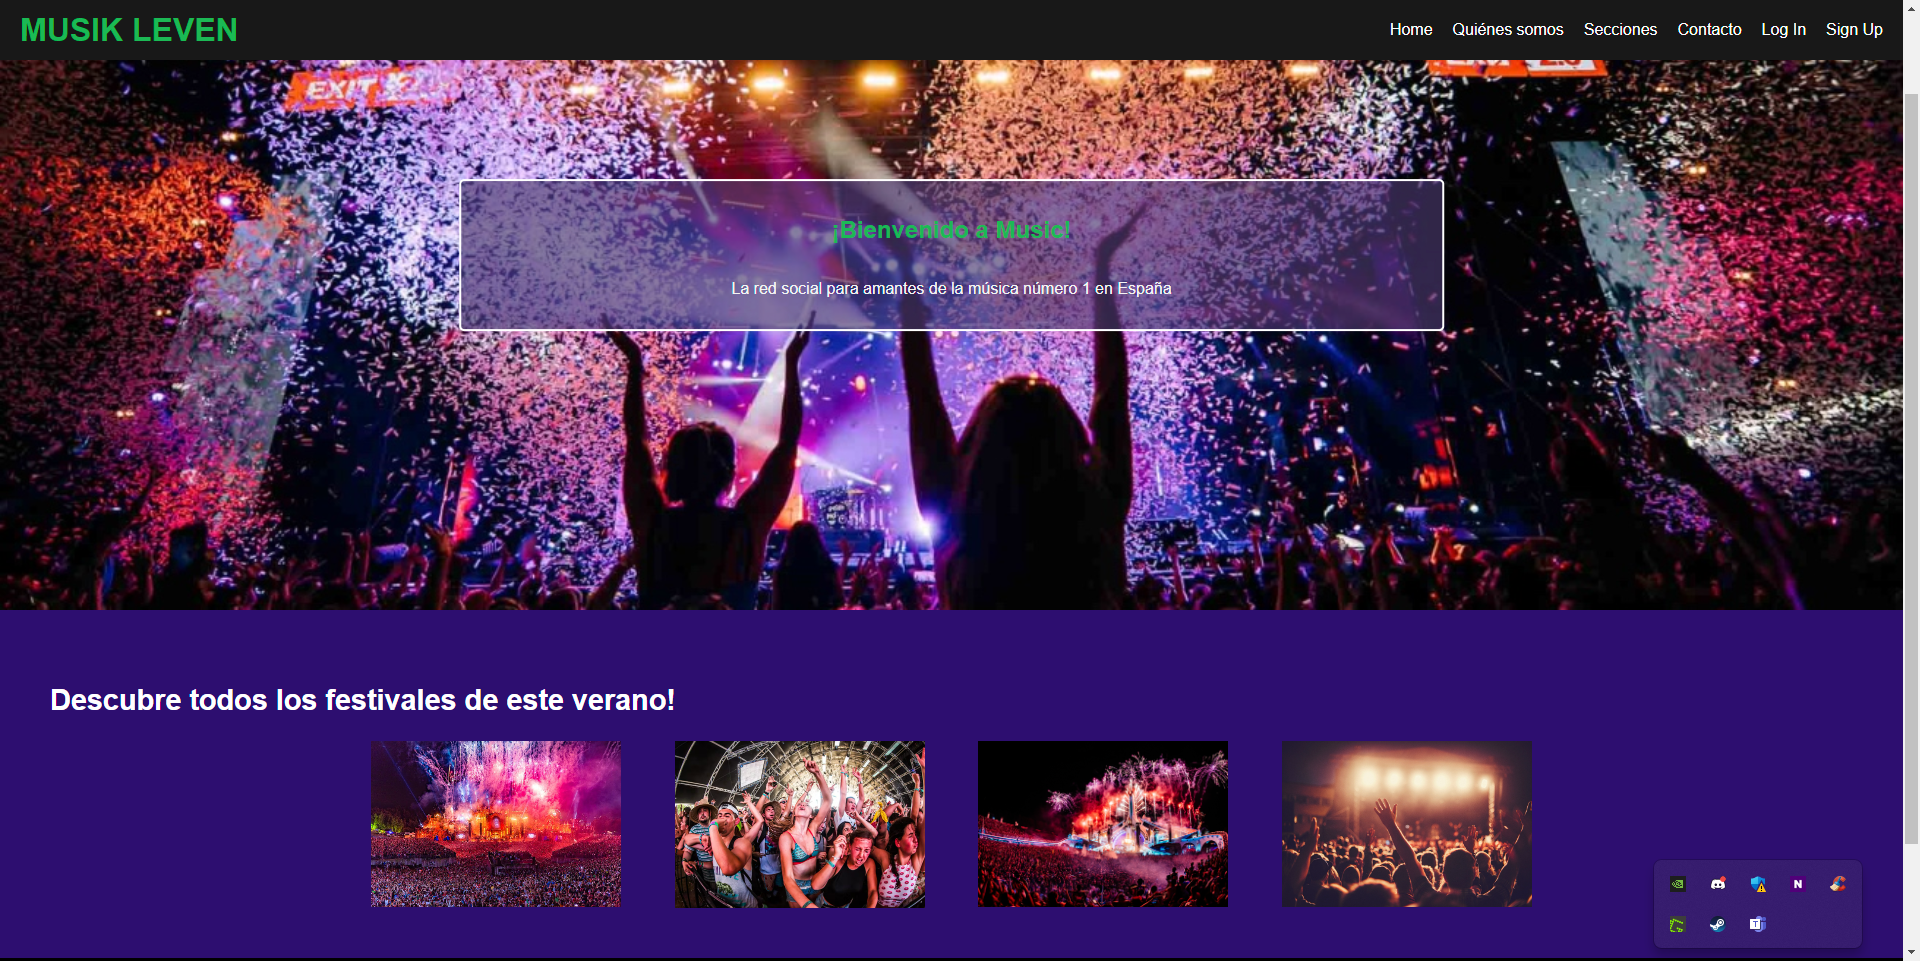 MUSIK LEVEN
Home Quiénes somos Secciones Contacto Log In Sign Up
EXIT
¡Bienvenido a Music!
La red social para amantes de la música número 1 en España
Descubre todos los festivales de este verano!